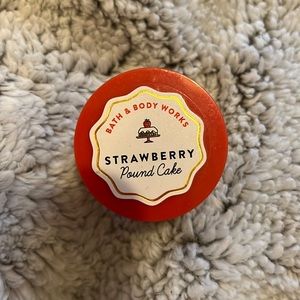 BATH & BODY WORKS
STRAWBERRY
Pound Cake